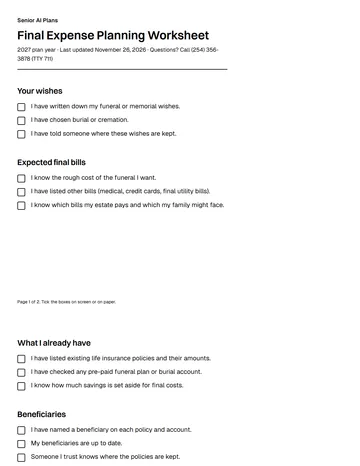 Senior AI Plans
Final Expense Planning Worksheet
2027 plan year · Last updated November 26, 2026 · Questions? Call (254) 356-
3878 (TTY 711)
Your wishes
I have written down my funeral or memorial wishes.
I have chosen burial or cremation.
I have told someone where these wishes are kept.
Expected final bills
I know the rough cost of the funeral I want.
I have listed other bills (medical, credit cards, final utility bills).
I know which bills my estate pays and which my family might face.
Page 1 of 2. Tick the boxes on screen or on paper.
What I already have
I have listed existing life insurance policies and their amounts.
I have checked any pre-paid funeral plan or burial account.
I know how much savings is set aside for final costs.
Beneficiaries
I have named a beneficiary on each policy and account.
My beneficiaries are up to date.
Someone I trust knows where the policies are kept.